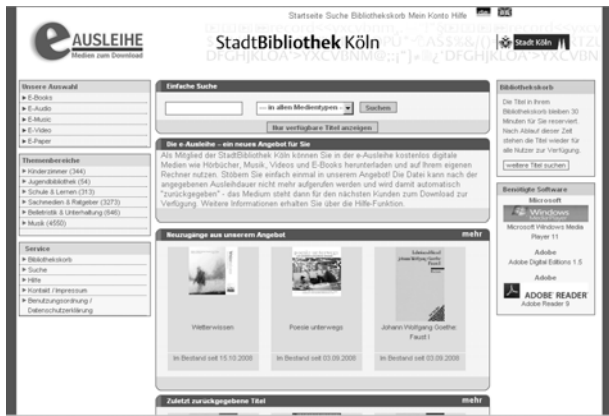 Startseite Suche Bibliothekskorb Mein Konto Hilfe
e AUSLEIHE
Medien zum Download
StadtBibliothek Köln
Stadt Köln
Unsere Auswahl
E-Books
E-Audio
E-Music
E-Video
E-Paper
Themenbereiche
Kinderzimmer (344)
Jugendbibliothek (54)
Schule & Lernen (313)
Sachmedien & Ratgeber (3273)
Belletristik & Unterhaltung (646)
Musik (4550)
Service
Bibliothekskorb
Suche
Hilfe
Kontakt / Impressum
Benutzungsordnung /
Datenschutzerklärung
Einfache Suche
--- in allen Medientypen --
Suchen
Nur verfügbare Titel anzeigen
Die e-Ausleihe – ein neues Angebot für Sie
Als Mitglied der StadtBibliothek Köln können Sie in der e-Ausleihe kostenlos digitale
Medien wie Hörbücher, Musik, Videos und E-Books herunterladen und auf Ihrem eigenen
Rechner nutzen. Stöbern Sie einfach einmal in unserem Angebot! Die Datei kann nach der
angegebenen Ausleihdauer nicht mehr aufgerufen werden und wird damit automatisch
"zurückgegeben" - das Medium steht dann für den nächsten Kunden zum Download zur
Verfügung. Weitere Informationen erhalten Sie über die Hilfe-Funktion.
Neuzugänge aus unserem Angebot mehr
Wetterwissen
Im Bestand seit 15.10.2008
Poesie unterwegs
Im Bestand seit 03.09.2008
Johann Wolfgang Goethe:
Faust I
Im Bestand seit 03.09.2008
Zuletzt zurückgegebene Titel mehr
Bibliothekskorb
Die Titel in Ihrem
Bibliothekskorb bleiben 30
Minuten für Sie reserviert.
Nach Ablauf dieser Zeit
stehen die Titel wieder für
alle Nutzer zur Verfügung.
weitere Titel suchen
Benötigte Software
Microsoft
Windows
Media Player
Microsoft Windows Media
Player 11
Adobe
Adobe Digital Editions 1.5
Adobe
ADOBE READER
Adobe Reader 9